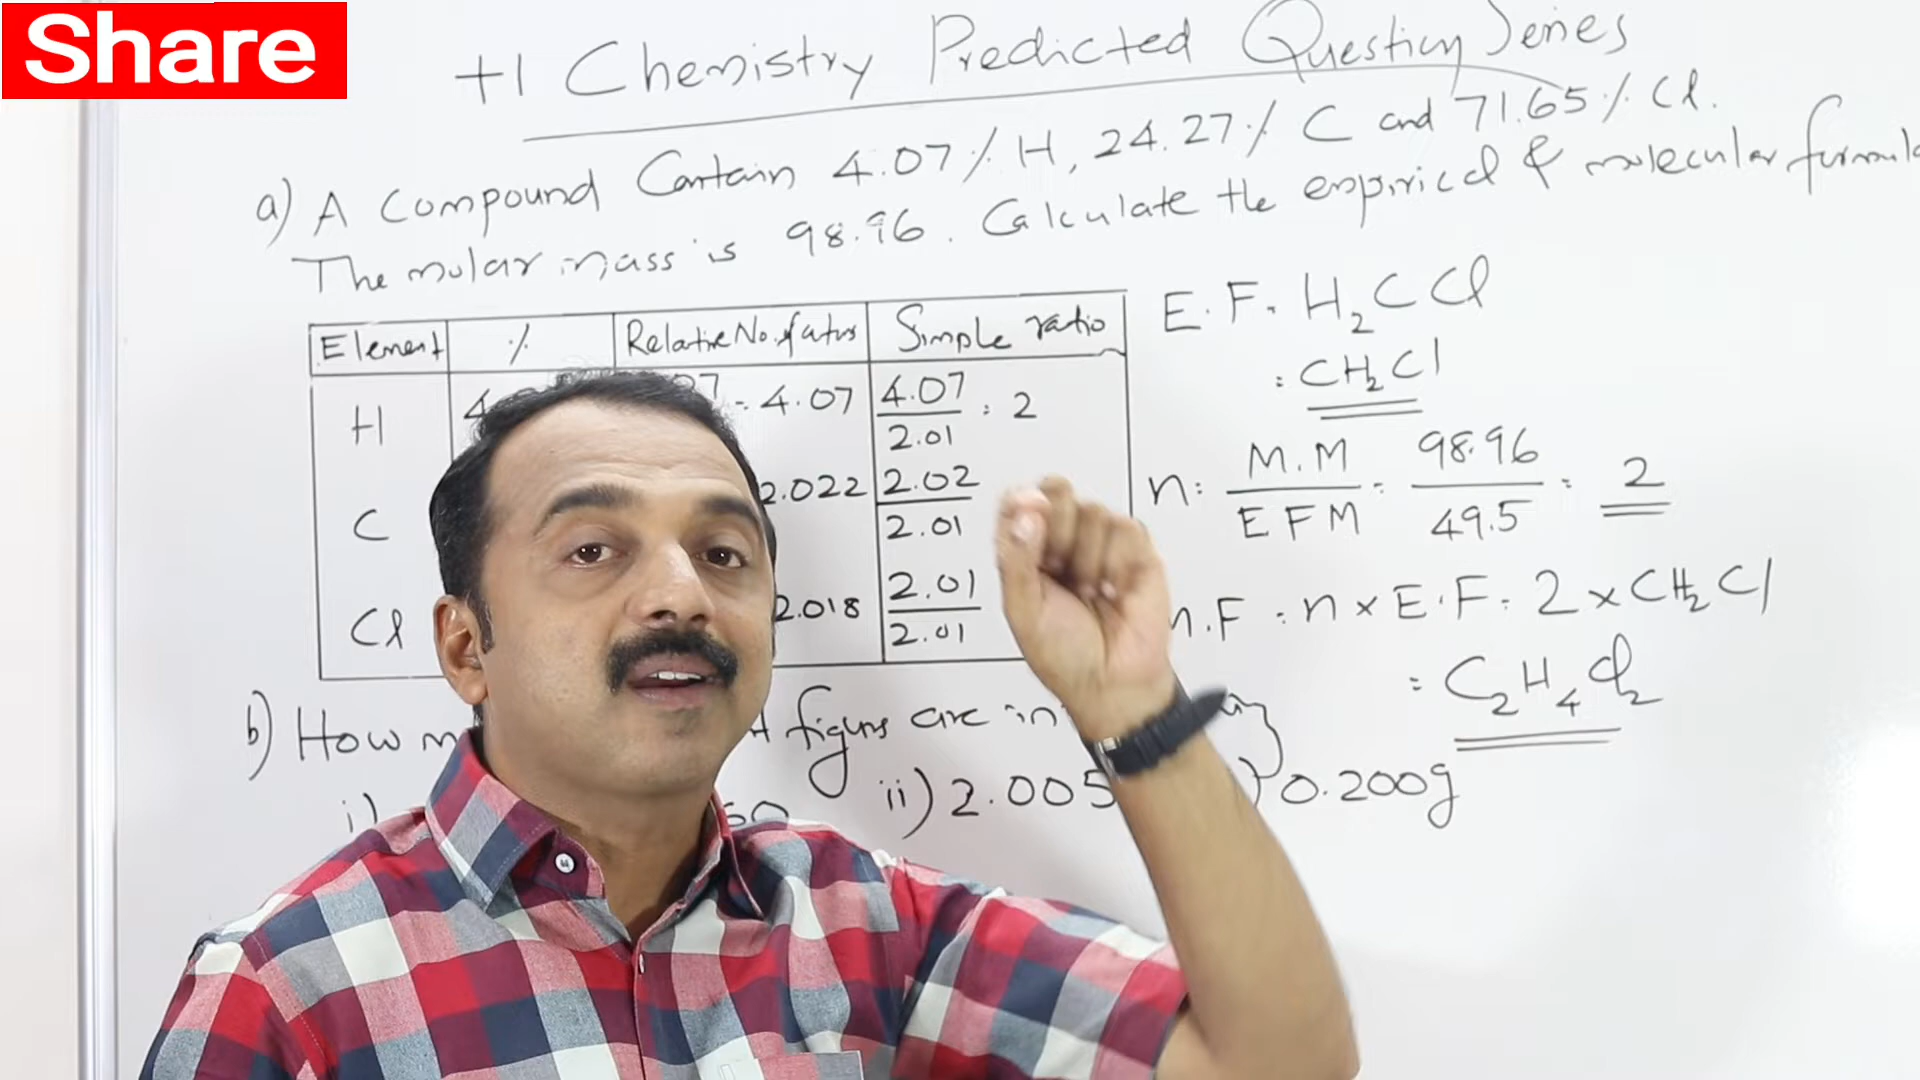 Share
+1 Chemistry Predicted Question Series
a) A Compound Contain 4.07% H, 24.27% C and 71.65% Cl.
The molar mass is 98.96. Calculate the empirical & molecular formula
Element % Relative No. of atms Simple ratio
H 4.07 4.07/2.01 : 2
C 2.022 2.02/2.01
Cl 2.018 2.01/2.01
E.F. H₂CCl
: CH₂Cl
n: M.M/EFM : 98.96/49.5 : 2
M.F : n × E.F. 2 × CH₂Cl
: C₂H₄Cl₂
b) How figure are in
i) ii) 2.005 ) 0.200g